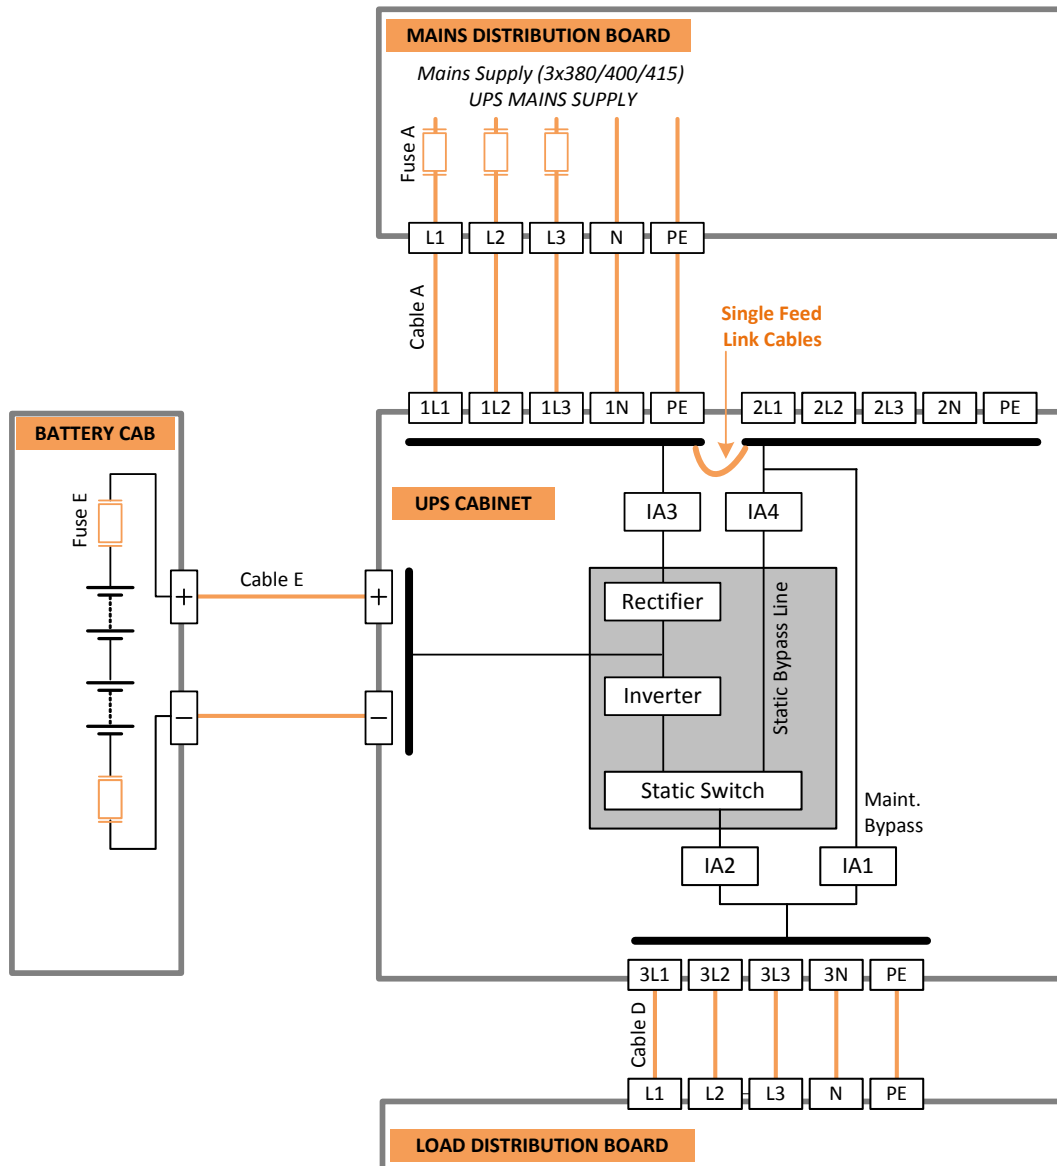 MAINS DISTRIBUTION BOARD
Mains Supply (3x380/400/415)
UPS MAINS SUPPLY
Fuse A
L1 L2 L3 N PE
Cable A
Single Feed
Link Cables
1L1 1L2 1L3 1N PE 2L1 2L2 2L3 2N PE
BATTERY CAB
Fuse E
UPS CABINET
IA3 IA4
Cable E
+ +
Rectifier
Static Bypass Line
Inverter
− −
Static Switch
Maint.
Bypass
IA2 IA1
3L1 3L2 3L3 3N PE
Cable D
L1 L2 L3 N PE
LOAD DISTRIBUTION BOARD